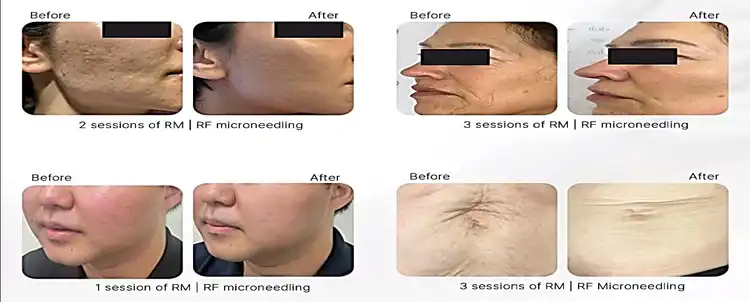 Before After
Before After
2 sessions of RM | RF microneedling
3 sessions of RM | RF microneedling
Before After
Before After
1 session of RM | RF microneedling
3 sessions of RM | RF Microneedling